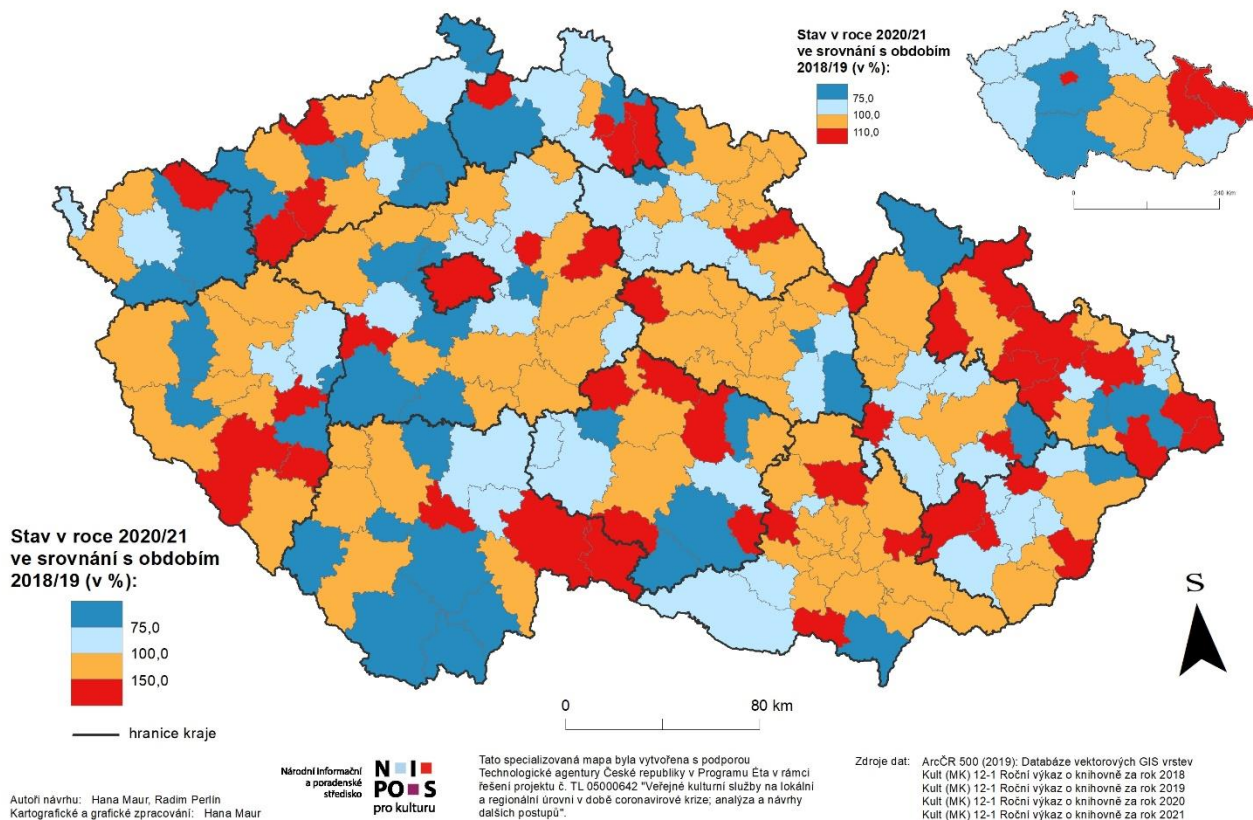 Stav v roce 2020/21
ve srovnání s obdobím
2018/19 (v %):
75,0
100,0
110,0
0
240 Km
Stav v roce 2020/21
ve srovnání s obdobím
2018/19 (v %):
75,0
100,0
150,0
hranice kraje
S
0
80 km
Autoři návrhu: Hana Maur, Radim Perlín
Kartografické a grafické zpracování: Hana Maur
Národní informační
a poradenské
středisko
N I
PO S
pro kulturu
Tato specializovaná mapa byla vytvořena s podporou
Technologické agentury České republiky v Programu Éta v rámci
řešení projektu č. TL 05000642 "Veřejné kulturní služby na lokální
a regionální úrovni v době coronavirové krize; analýza a návrhy
dalších postupů".
Zdroje dat: ArcČR 500 (2019): Databáze vektorových GIS vrstev
Kult (MK) 12-1 Roční výkaz o knihovně za rok 2018
Kult (MK) 12-1 Roční výkaz o knihovně za rok 2019
Kult (MK) 12-1 Roční výkaz o knihovně za rok 2020
Kult (MK) 12-1 Roční výkaz o knihovně za rok 2021